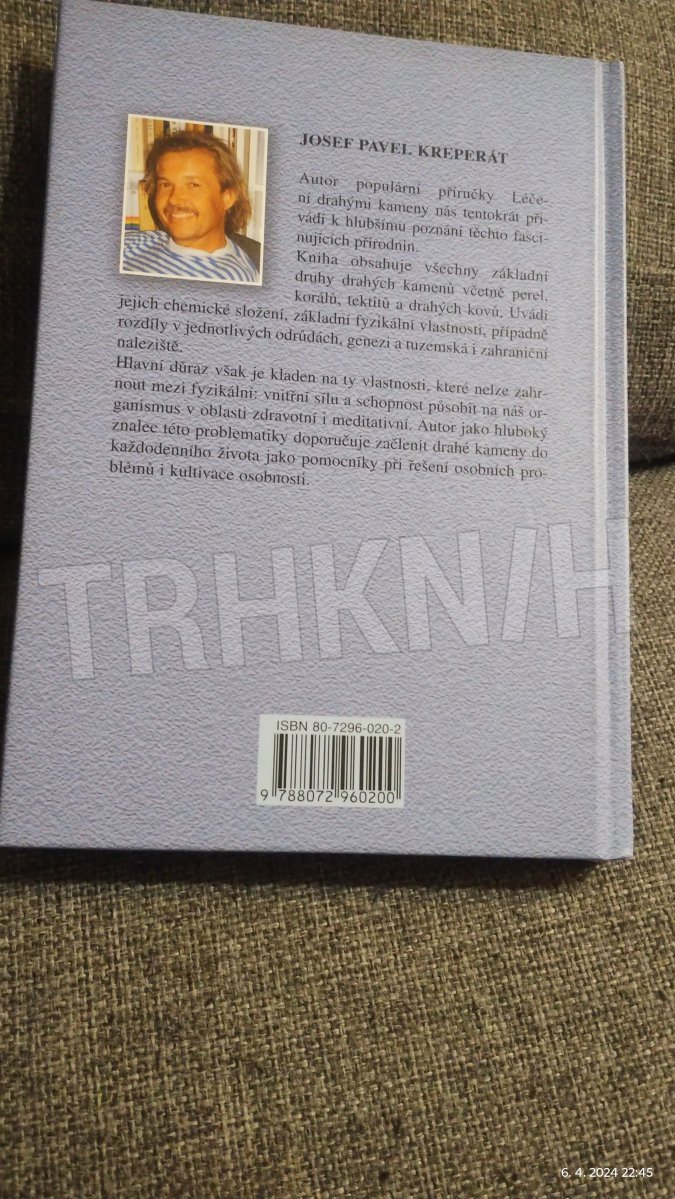 JOSEF PAVEL KREPERÁT
Autor populární příručky Léče-
ní drahými kameny nás tentokrát při-
vádí k hlubšímu poznání těchto fasci-
nujících přírodnin.
Kniha obsahuje všechny základní
druhy drahých kamenů včetně perel,
korálů, tektitů a drahých kovů. Uvádí
jejich chemické složení, základní fyzikální vlastnosti, případně
rozdíly v jednotlivých odrůdách, genezi a tuzemská i zahraniční
naleziště.
Hlavní důraz však je kladen na ty vlastnosti, které nelze zahr-
nout mezi fyzikální: vnitřní sílu a schopnost působit na náš or-
ganismus v oblasti zdravotní i meditativní. Autor jako hluboký
znalec této problematiky doporučuje začlenit drahé kameny do
každodenního života jako pomocníky při řešení osobních pro-
blémů i kultivace osobnosti.
TRHKNIH
ISBN 80-7296-020-2
9 788072 960200
6. 4. 2024 22:45